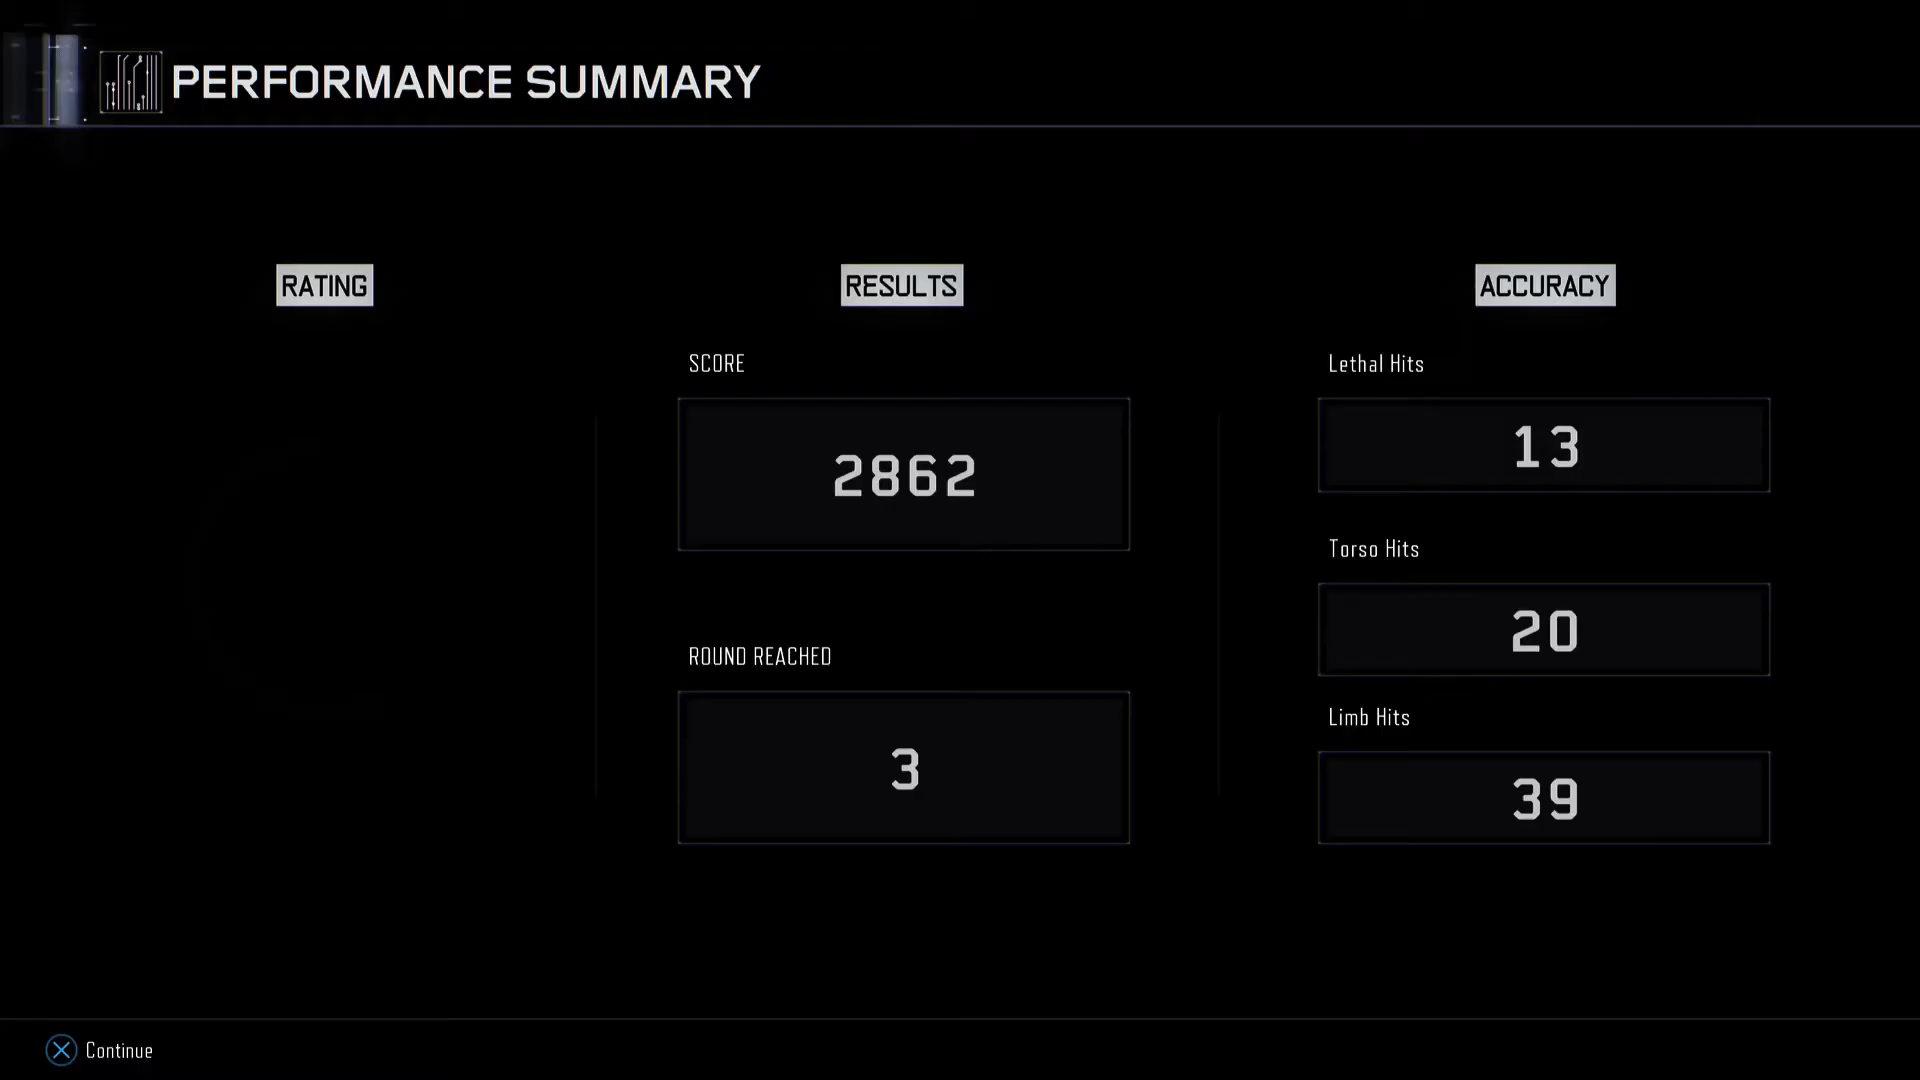 PERFORMANCE SUMMARY
RATING
RESULTS
SCORE
2862
ROUND REACHED
3
ACCURACY
Lethal Hits
13
Torso Hits
20
Limb Hits
39
Continue